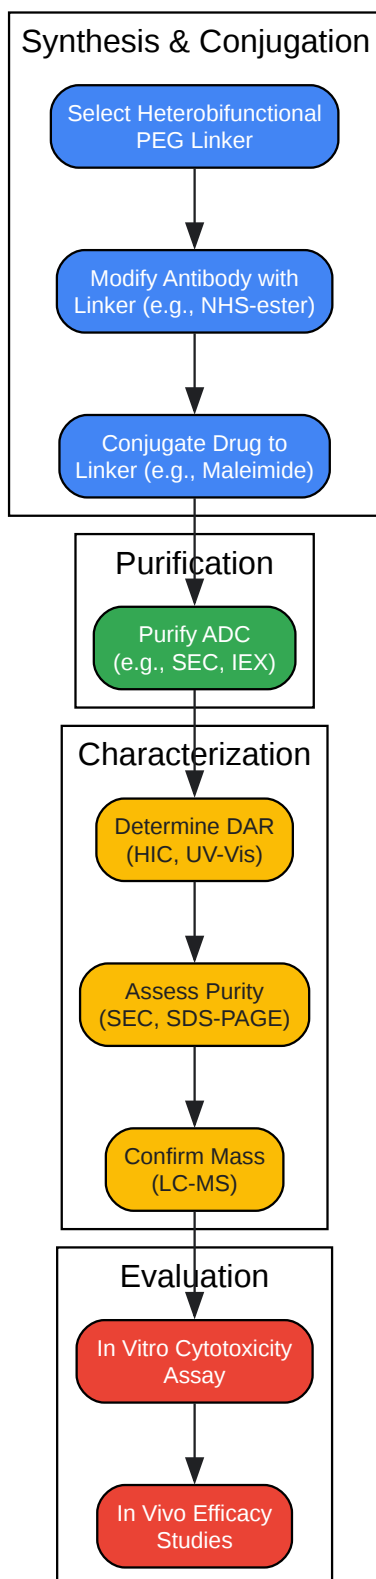 Synthesis & Conjugation
Select Heterobifunctional
PEG Linker
Modify Antibody with
Linker (e.g., NHS-ester)
Conjugate Drug to
Linker (e.g., Maleimide)
Purification
Purify ADC
(e.g., SEC, IEX)
Characterization
Determine DAR
(HIC, UV-Vis)
Assess Purity
(SEC, SDS-PAGE)
Confirm Mass
(LC-MS)
Evaluation
In Vitro Cytotoxicity
Assay
In Vivo Efficacy
Studies